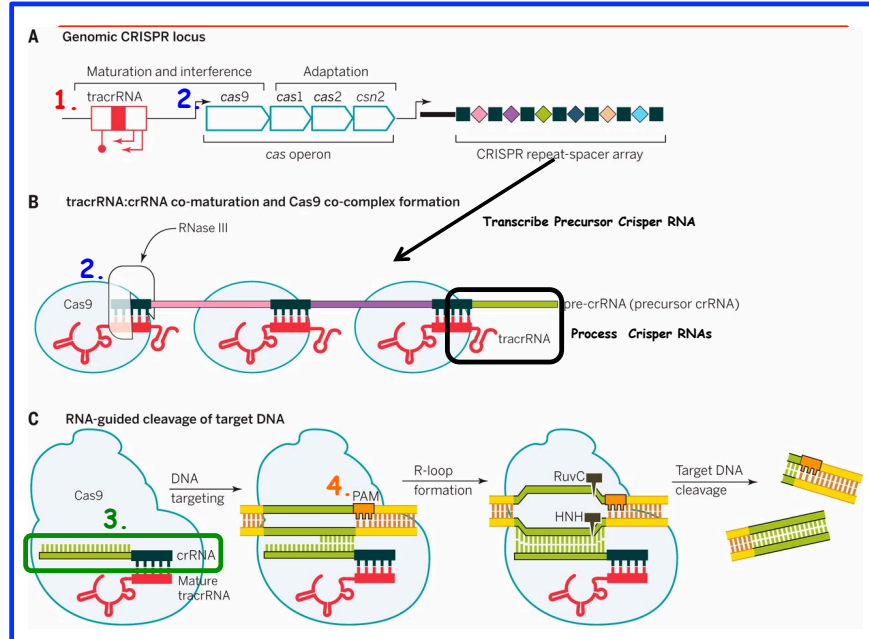 A Genomic CRISPR locus
Maturation and interference
Adaptation
1.
tracrRNA
2.
cas9
cas1
cas2
csn2
cas operon
CRISPR repeat-spacer array
B tracrRNA:crRNA co-maturation and Cas9 co-complex formation
Transcribe Precursor Crisper RNA
RNase III
2.
Cas9
pre-crRNA (precursor crRNA)
tracrRNA
Process Crisper RNAs
C RNA-guided cleavage of target DNA
Cas9
DNA
targeting
4.
PAM
R-loop
formation
RuvC
HNH
Target DNA
cleavage
3.
crRNA
Mature
tracrRNA